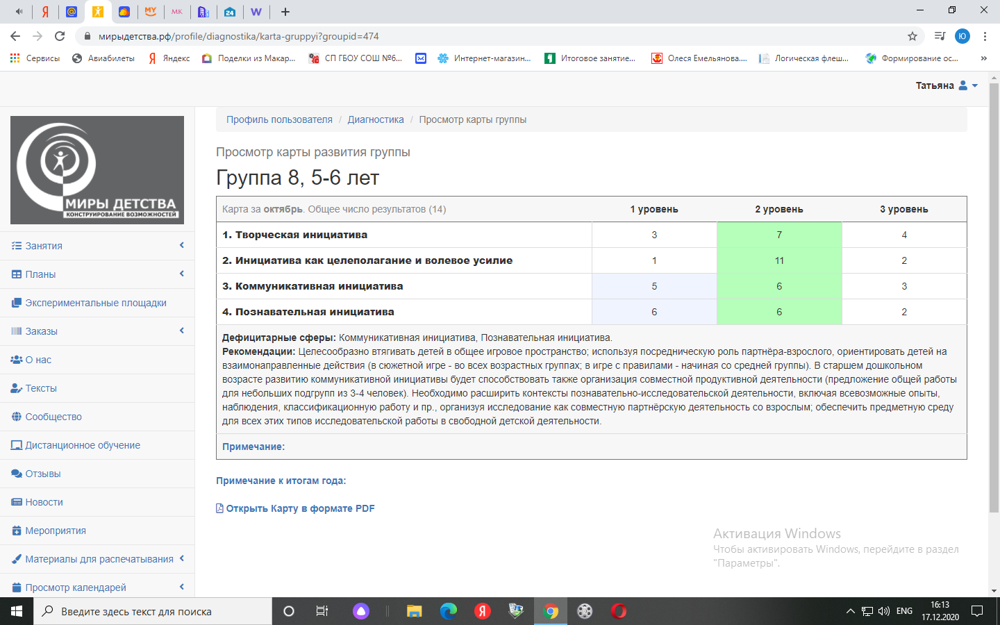 Я
@
MY
МК
24
W
мирыдетства.рф/profile/diagnostika/karta-gruppyi?groupid=474
Ю
Сервисы
Авиабилеты
Я Яндекс
Поделки из Макар...
СП ГБОУ СОШ №6...
Интернет-магазин...
Итоговое занятие...
Олеся Емельянова....
Логическая флеш...
Формирование ос...
»
Татьяна
МИРЫ ДЕТСТВА
КОНСТРУИРОВАНИЕ ВОЗМОЖНОСТЕЙ
Занятия
Планы
Экспериментальные площадки
Заказы
О нас
Тексты
Сообщество
Дистанционное обучение
Отзывы
Новости
Мероприятия
Материалы для распечатывания
Просмотр календарей
Профиль пользователя / Диагностика / Просмотр карты группы
Просмотр карты развития группы
Группа 8, 5-6 лет
Карта за октябрь. Общее число результатов (14) 1 уровень 2 уровень 3 уровень
1. Творческая инициатива 3 7 4
2. Инициатива как целеполагание и волевое усилие 1 11 2
3. Коммуникативная инициатива 5 6 3
4. Познавательная инициатива 6 6 2
Дефицитарные сферы: Коммуникативная инициатива, Познавательная инициатива.
Рекомендации: Целесообразно втягивать детей в общее игровое пространство; используя посредническую роль партнёра-взрослого, ориентировать детей на
взаимонаправленные действия (в сюжетной игре - во всех возрастных группах; в игре с правилами - начиная со средней группы). В старшем дошкольном
возрасте развитию коммуникативной инициативы будет способствовать также организация совместной продуктивной деятельности (предложение общей работы
для небольших подгрупп из 3-4 человек). Необходимо расширить контексты познавательно-исследовательской деятельности, включая всевозможные опыты,
наблюдения, классификационную работу и пр., организуя исследование как совместную партнёрскую деятельность со взрослым; обеспечить предметную среду
для всех этих типов исследовательской работы в свободной детской деятельности.
Примечание:
Примечание к итогам года:
Открыть Карту в формате PDF
Активация Windows
Чтобы активировать Windows, перейдите в раздел
"Параметры".
Введите здесь текст для поиска
Я
ENG
16:13
17.12.2020